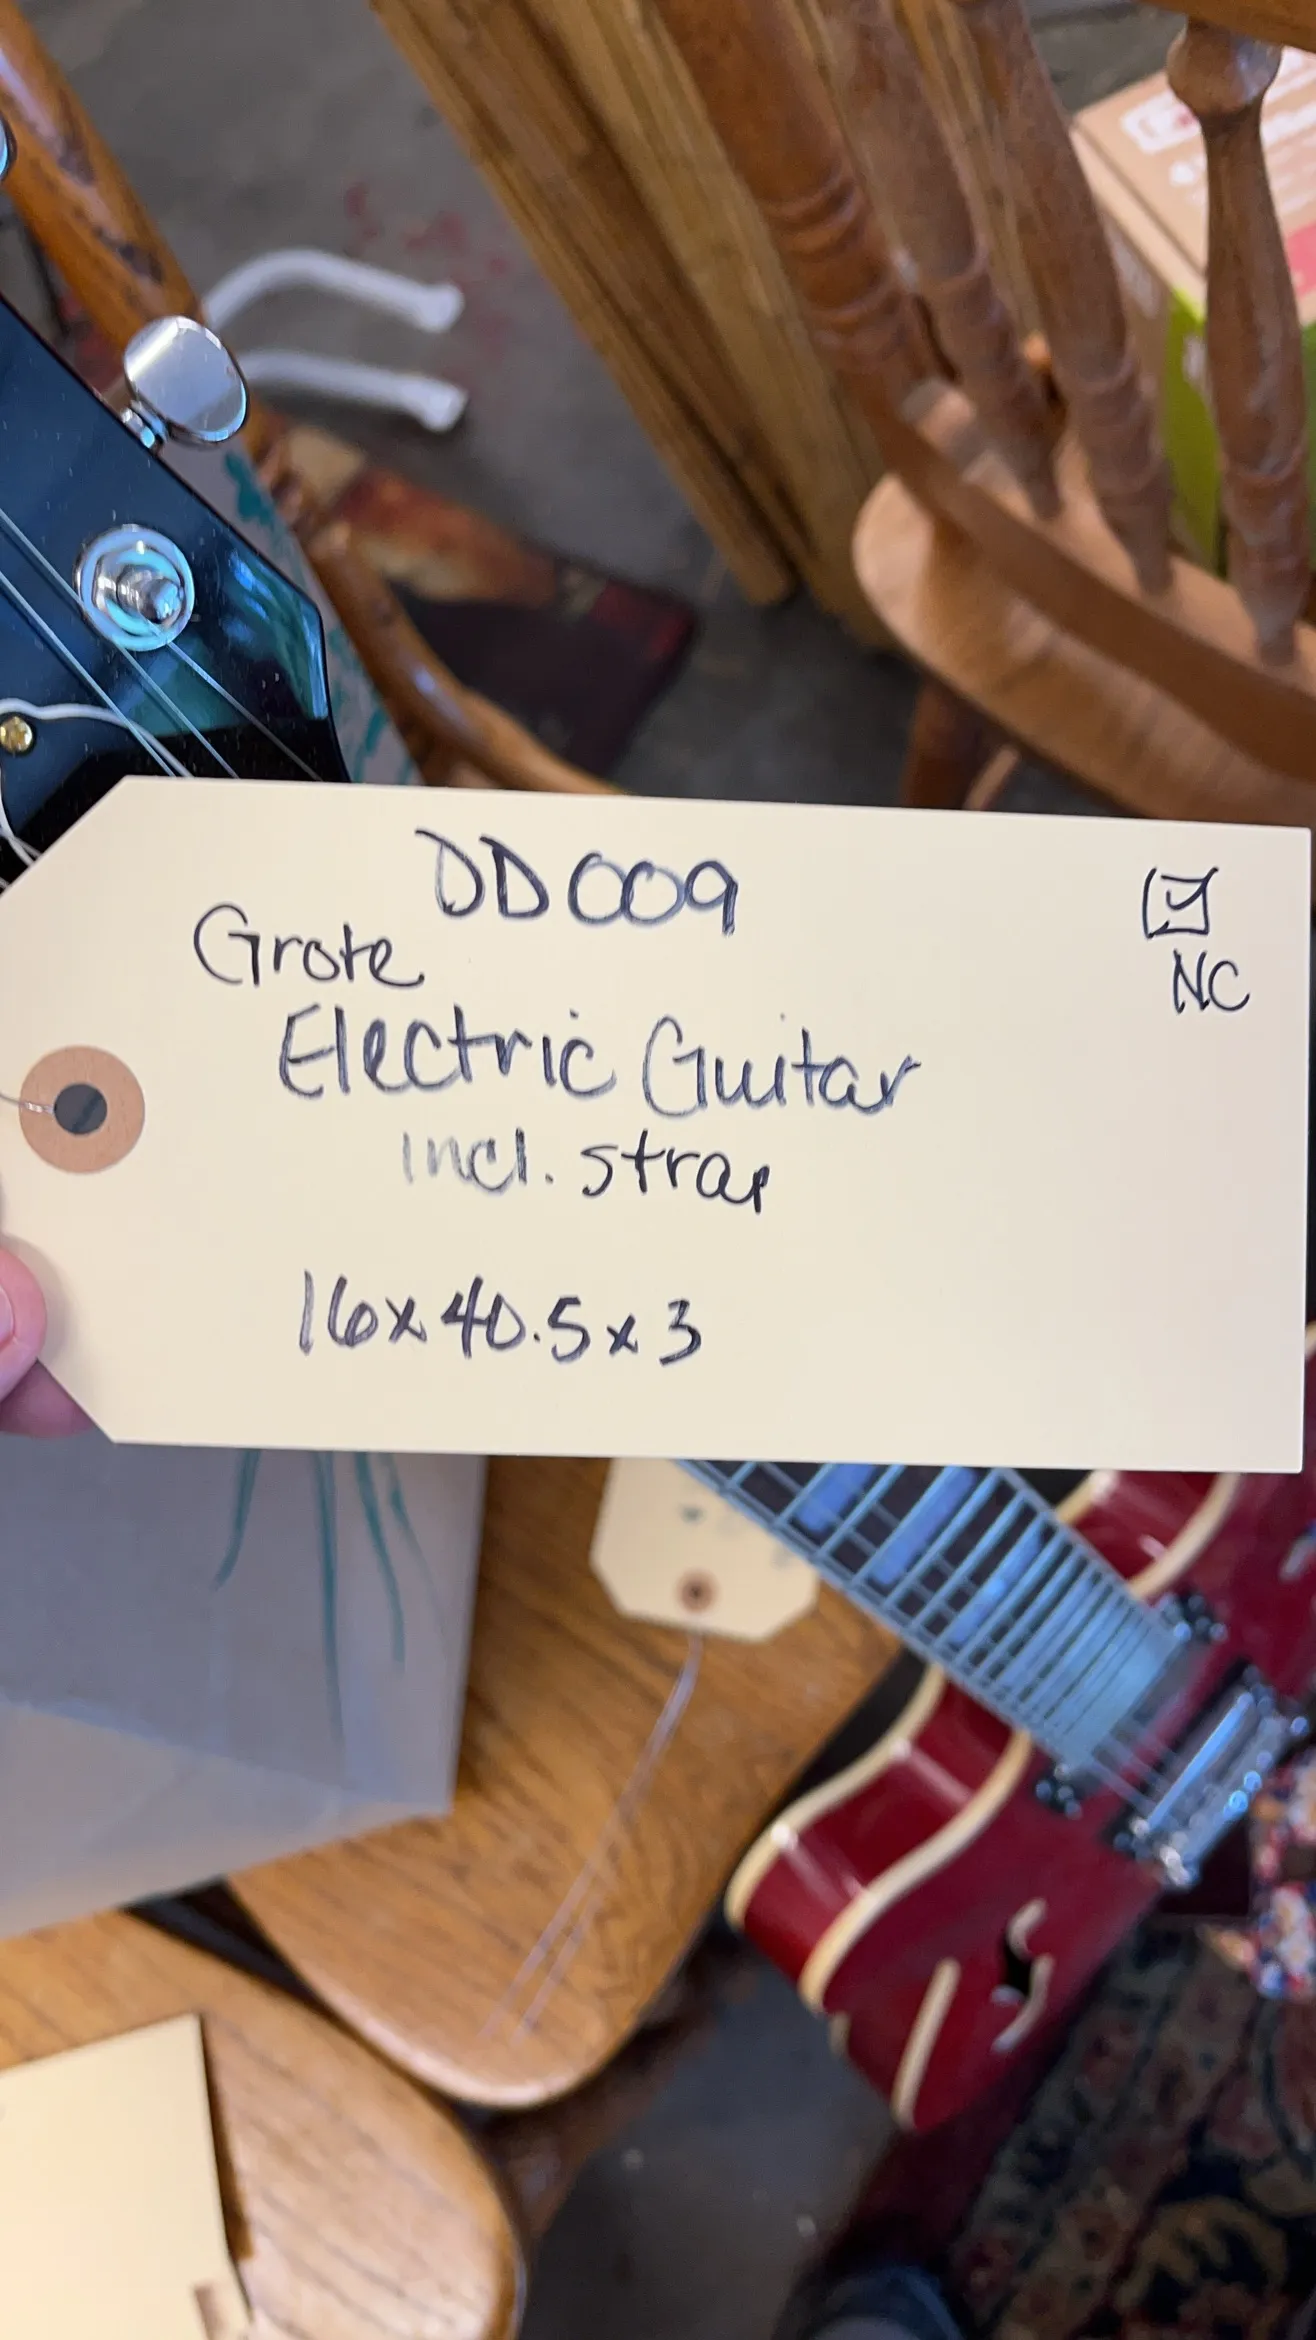 DD009
NC
Grote
Electric Guitar
incl. strap
16x40.5x3